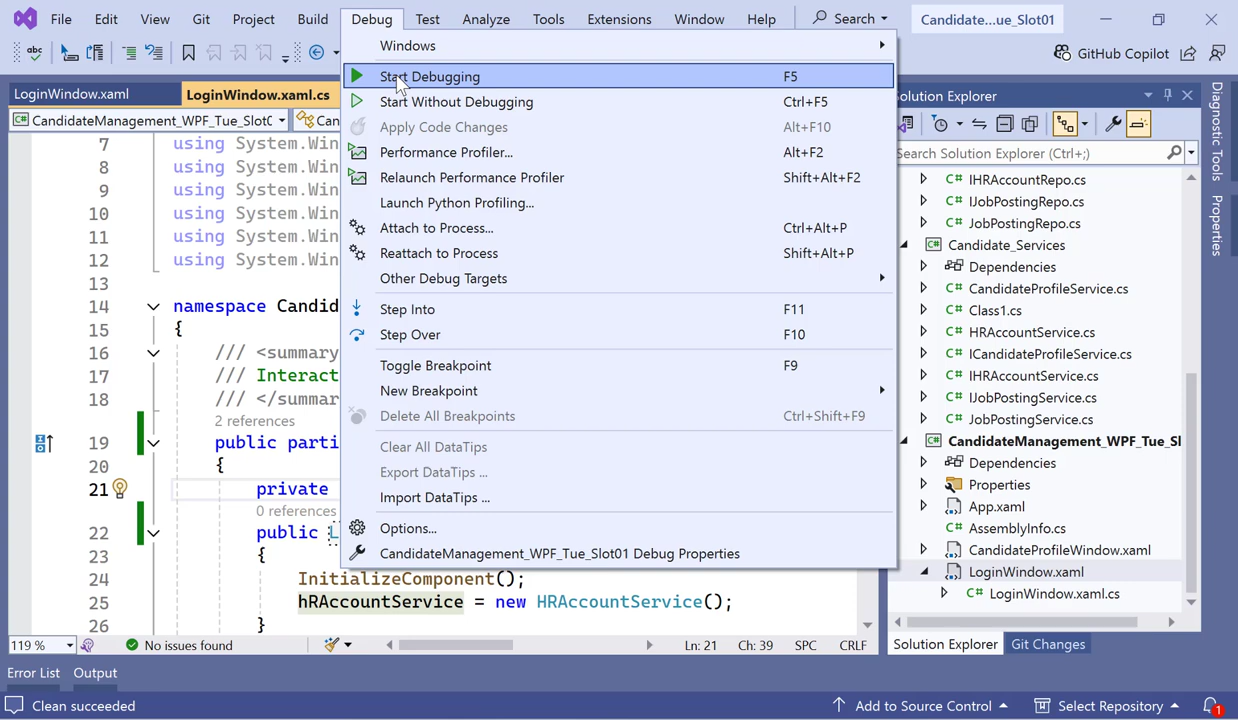 File Edit View Git Project Build Debug Test Analyze Tools Extensions Window Help Search Candidate...ue_Slot01
GitHub Copilot
LoginWindow.xaml LoginWindow.xaml.cs
CandidateManagement_WPF_Tue_SlotC Can
7 using System.Win
8 using System.Win
9 using System.Win
10 using System.Win
11 using System.Win
12 using System.Win
13
14 namespace Candid
15 {
16 /// <summary
17 /// Interact
18 /// </summar
2 references
19 public parti
20 {
21 private
0 references
22 public L
23 {
24 InitializeComponent();
25 hRAccountService = new HRAccountService();
26 }
119 % No issues found Ln: 21 Ch: 39 SPC CRLF
Windows
Start Debugging F5
Start Without Debugging Ctrl+F5
Apply Code Changes Alt+F10
Performance Profiler... Alt+F2
Relaunch Performance Profiler Shift+Alt+F2
Launch Python Profiling...
Attach to Process... Ctrl+Alt+P
Reattach to Process Shift+Alt+P
Other Debug Targets
Step Into F11
Step Over F10
Toggle Breakpoint F9
New Breakpoint
Delete All Breakpoints Ctrl+Shift+F9
Clear All DataTips
Export DataTips ...
Import DataTips ...
Options...
CandidateManagement_WPF_Tue_Slot01 Debug Properties
olution Explorer
Search Solution Explorer (Ctrl+;)
C# IHRAccountRepo.cs
C# IJobPostingRepo.cs
C# JobPostingRepo.cs
C# Candidate_Services
Dependencies
C# CandidateProfileService.cs
C# Class1.cs
C# HRAccountService.cs
C# ICandidateProfileService.cs
C# IHRAccountService.cs
C# IJobPostingService.cs
C# JobPostingService.cs
C# CandidateManagement_WPF_Tue_Sl
Dependencies
Properties
App.xaml
C# AssemblyInfo.cs
CandidateProfileWindow.xaml
LoginWindow.xaml
C# LoginWindow.xaml.cs
Solution Explorer Git Changes
Diagnostic Tools
Properties
Error List Output
Clean succeeded Add to Source Control Select Repository 1